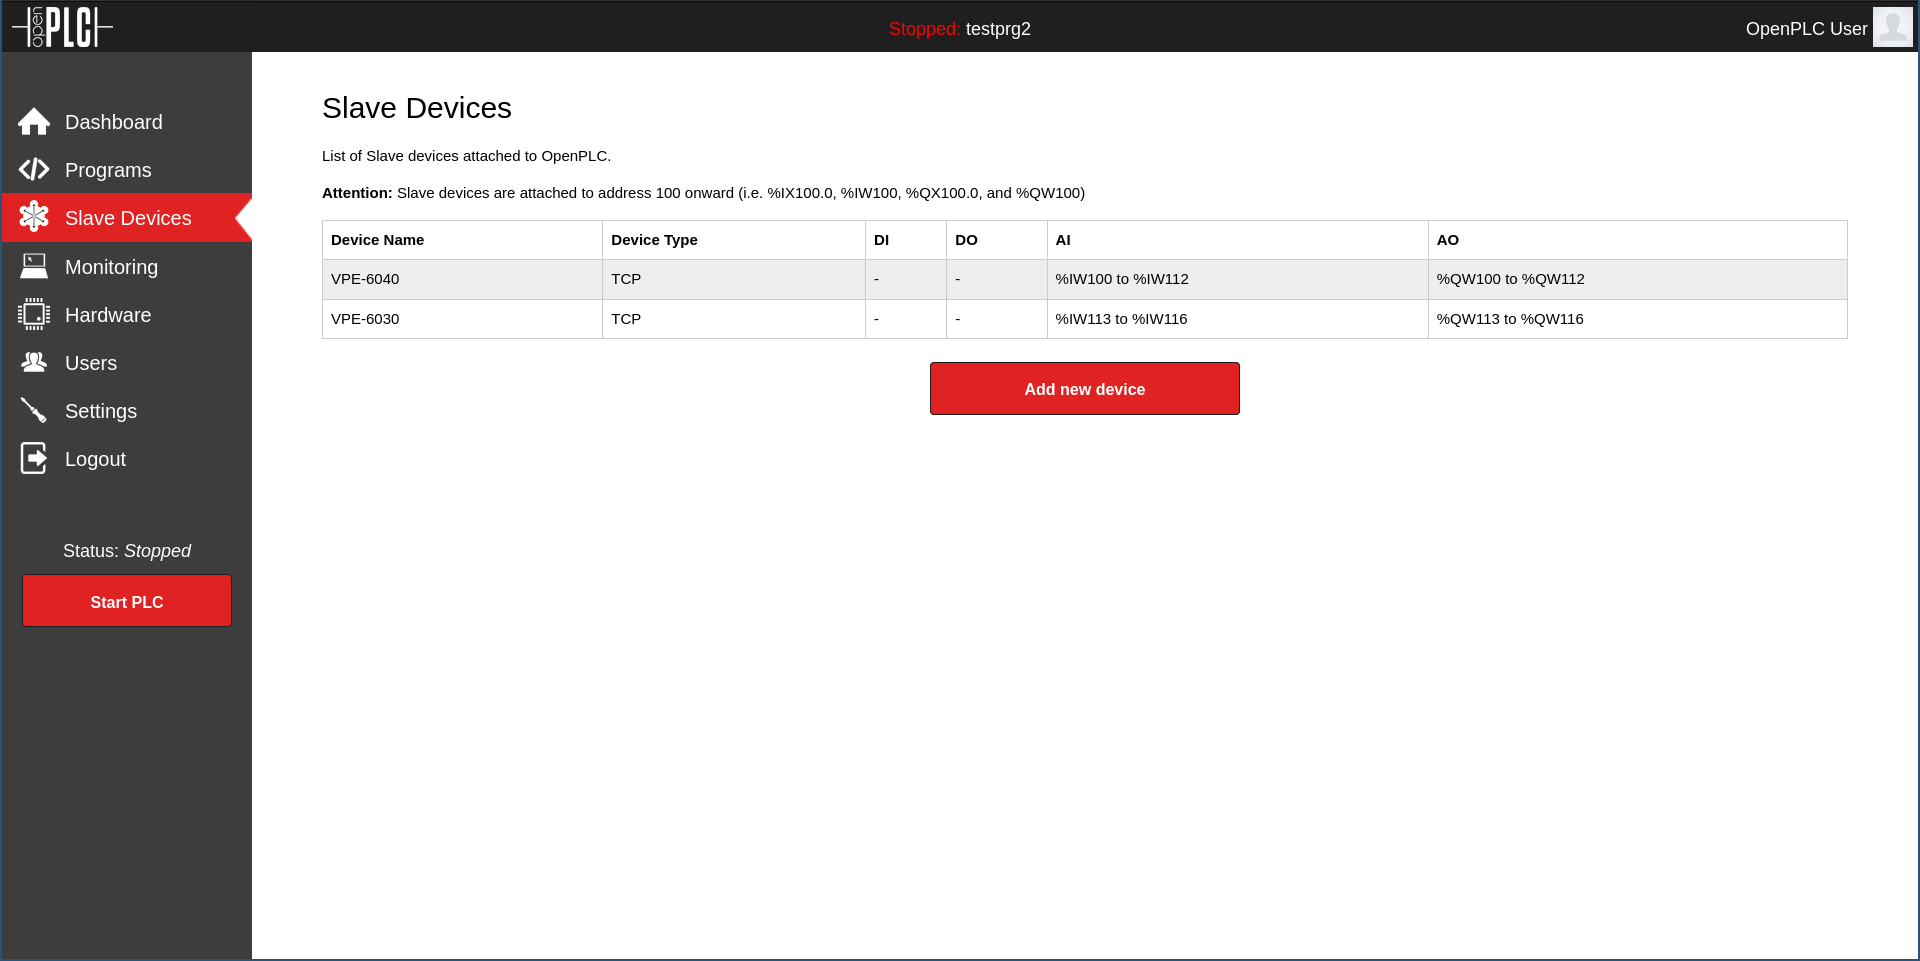 open PLC
Stopped: testprg2
OpenPLC User
Dashboard
Programs
Slave Devices
Monitoring
Hardware
Users
Settings
Logout
Status: Stopped
Start PLC
Slave Devices
List of Slave devices attached to OpenPLC.
Attention: Slave devices are attached to address 100 onward (i.e. %IX100.0, %IW100, %QX100.0, and %QW100)
Device Name Device Type DI DO AI AO
VPE-6040 TCP - - %IW100 to %IW112 %QW100 to %QW112
VPE-6030 TCP - - %IW113 to %IW116 %QW113 to %QW116
Add new device